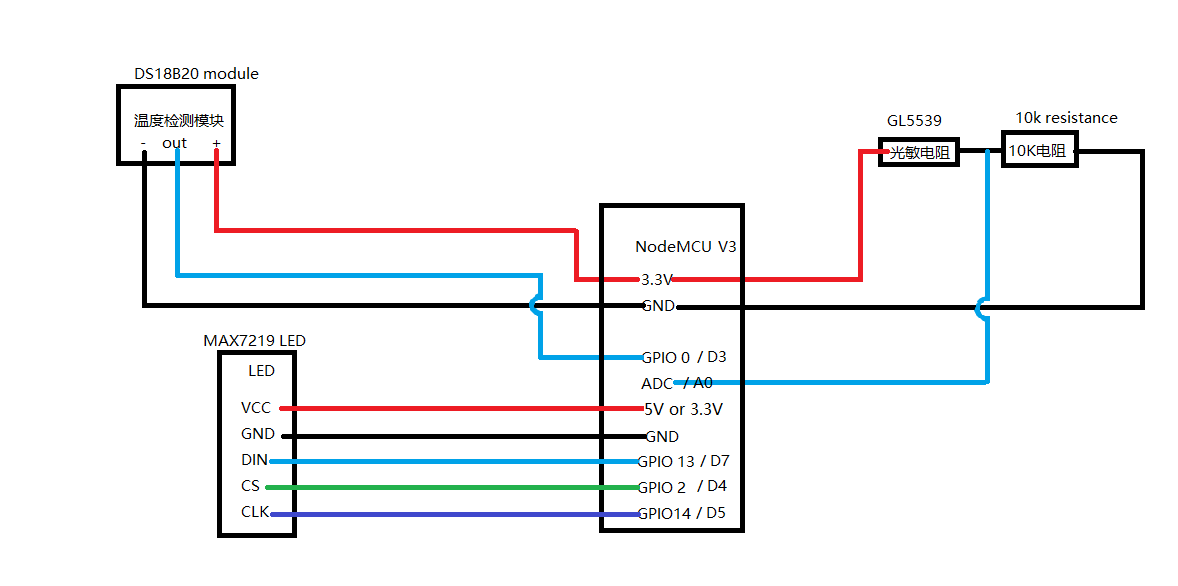 DS18B20 module
温度检测模块
- out +
GL5539
10k resistance
光敏电阻
10K电阻
NodeMCU V3
3.3V
GND
GPIO 0 / D3
ADC / A0
5V or 3.3V
GND
GPIO 13 / D7
GPIO 2 / D4
GPIO14 / D5
MAX7219 LED
LED
VCC
GND
DIN
CS
CLK